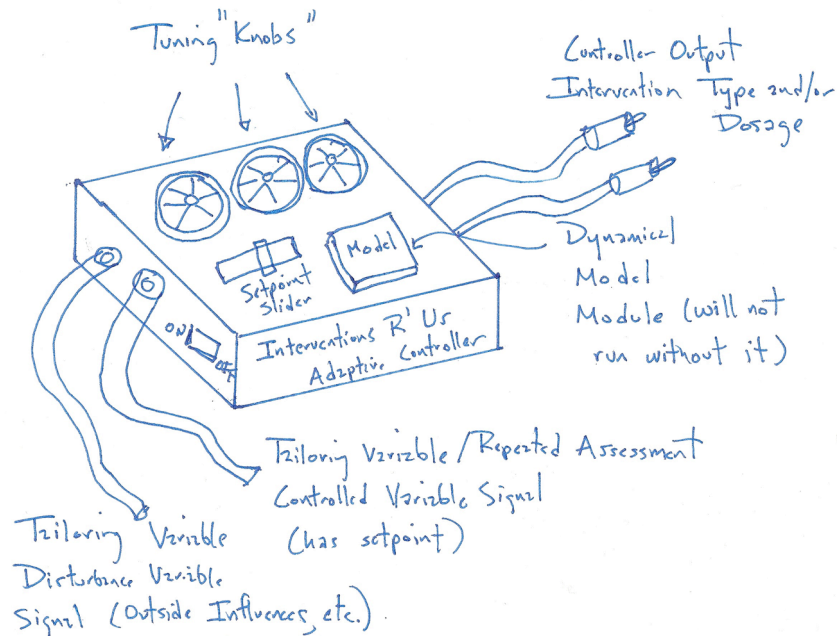 Tuning "Knobs"
Controller Output
Intervention Type and/or
Dosage
Model
Setpoint
Slider
Dynamical
Model
Module (will not
run without it)
ON
OFF
Interventions R' Us
Adaptive Controller
Tailoring Variable / Repeated Assessment
Controlled Variable Signal
(has setpoint)
Tailoring Variable
Disturbance Variable
Signal (Outside Influences, etc.)